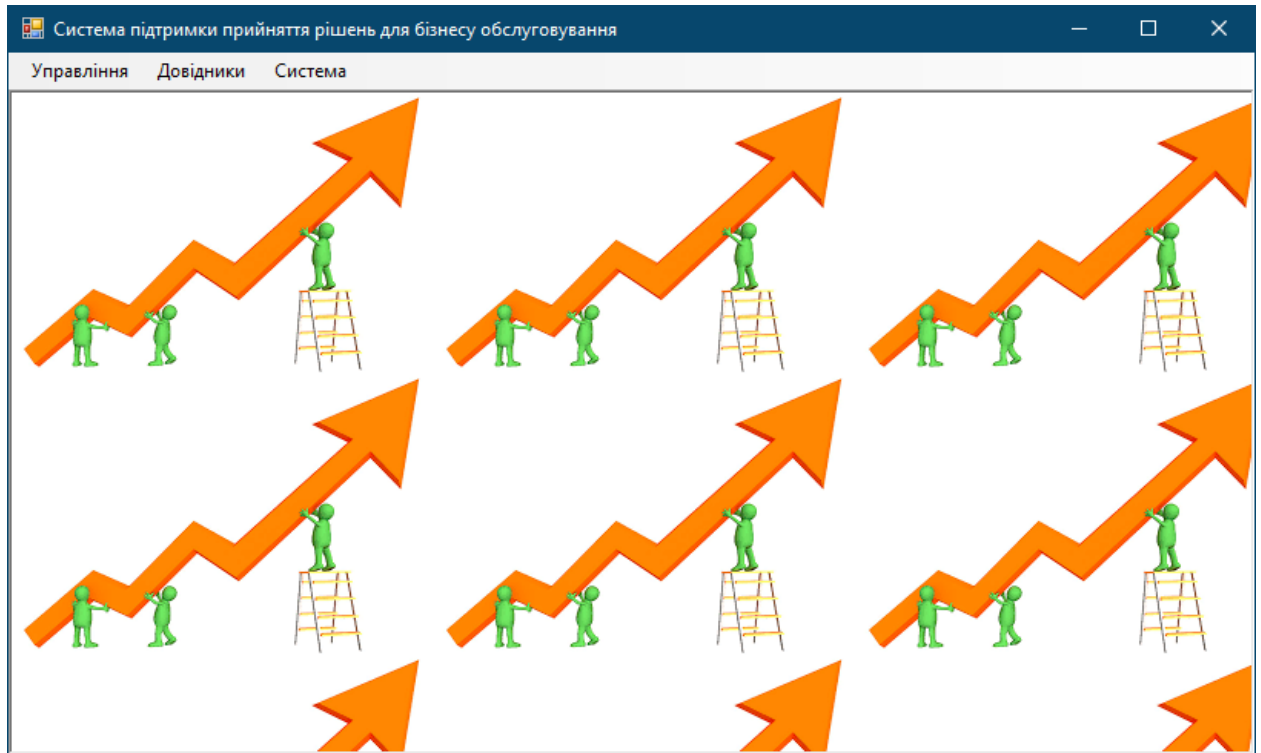 Система підтримки прийняття рішень для бізнесу обслуговування
Управління Довідники Система